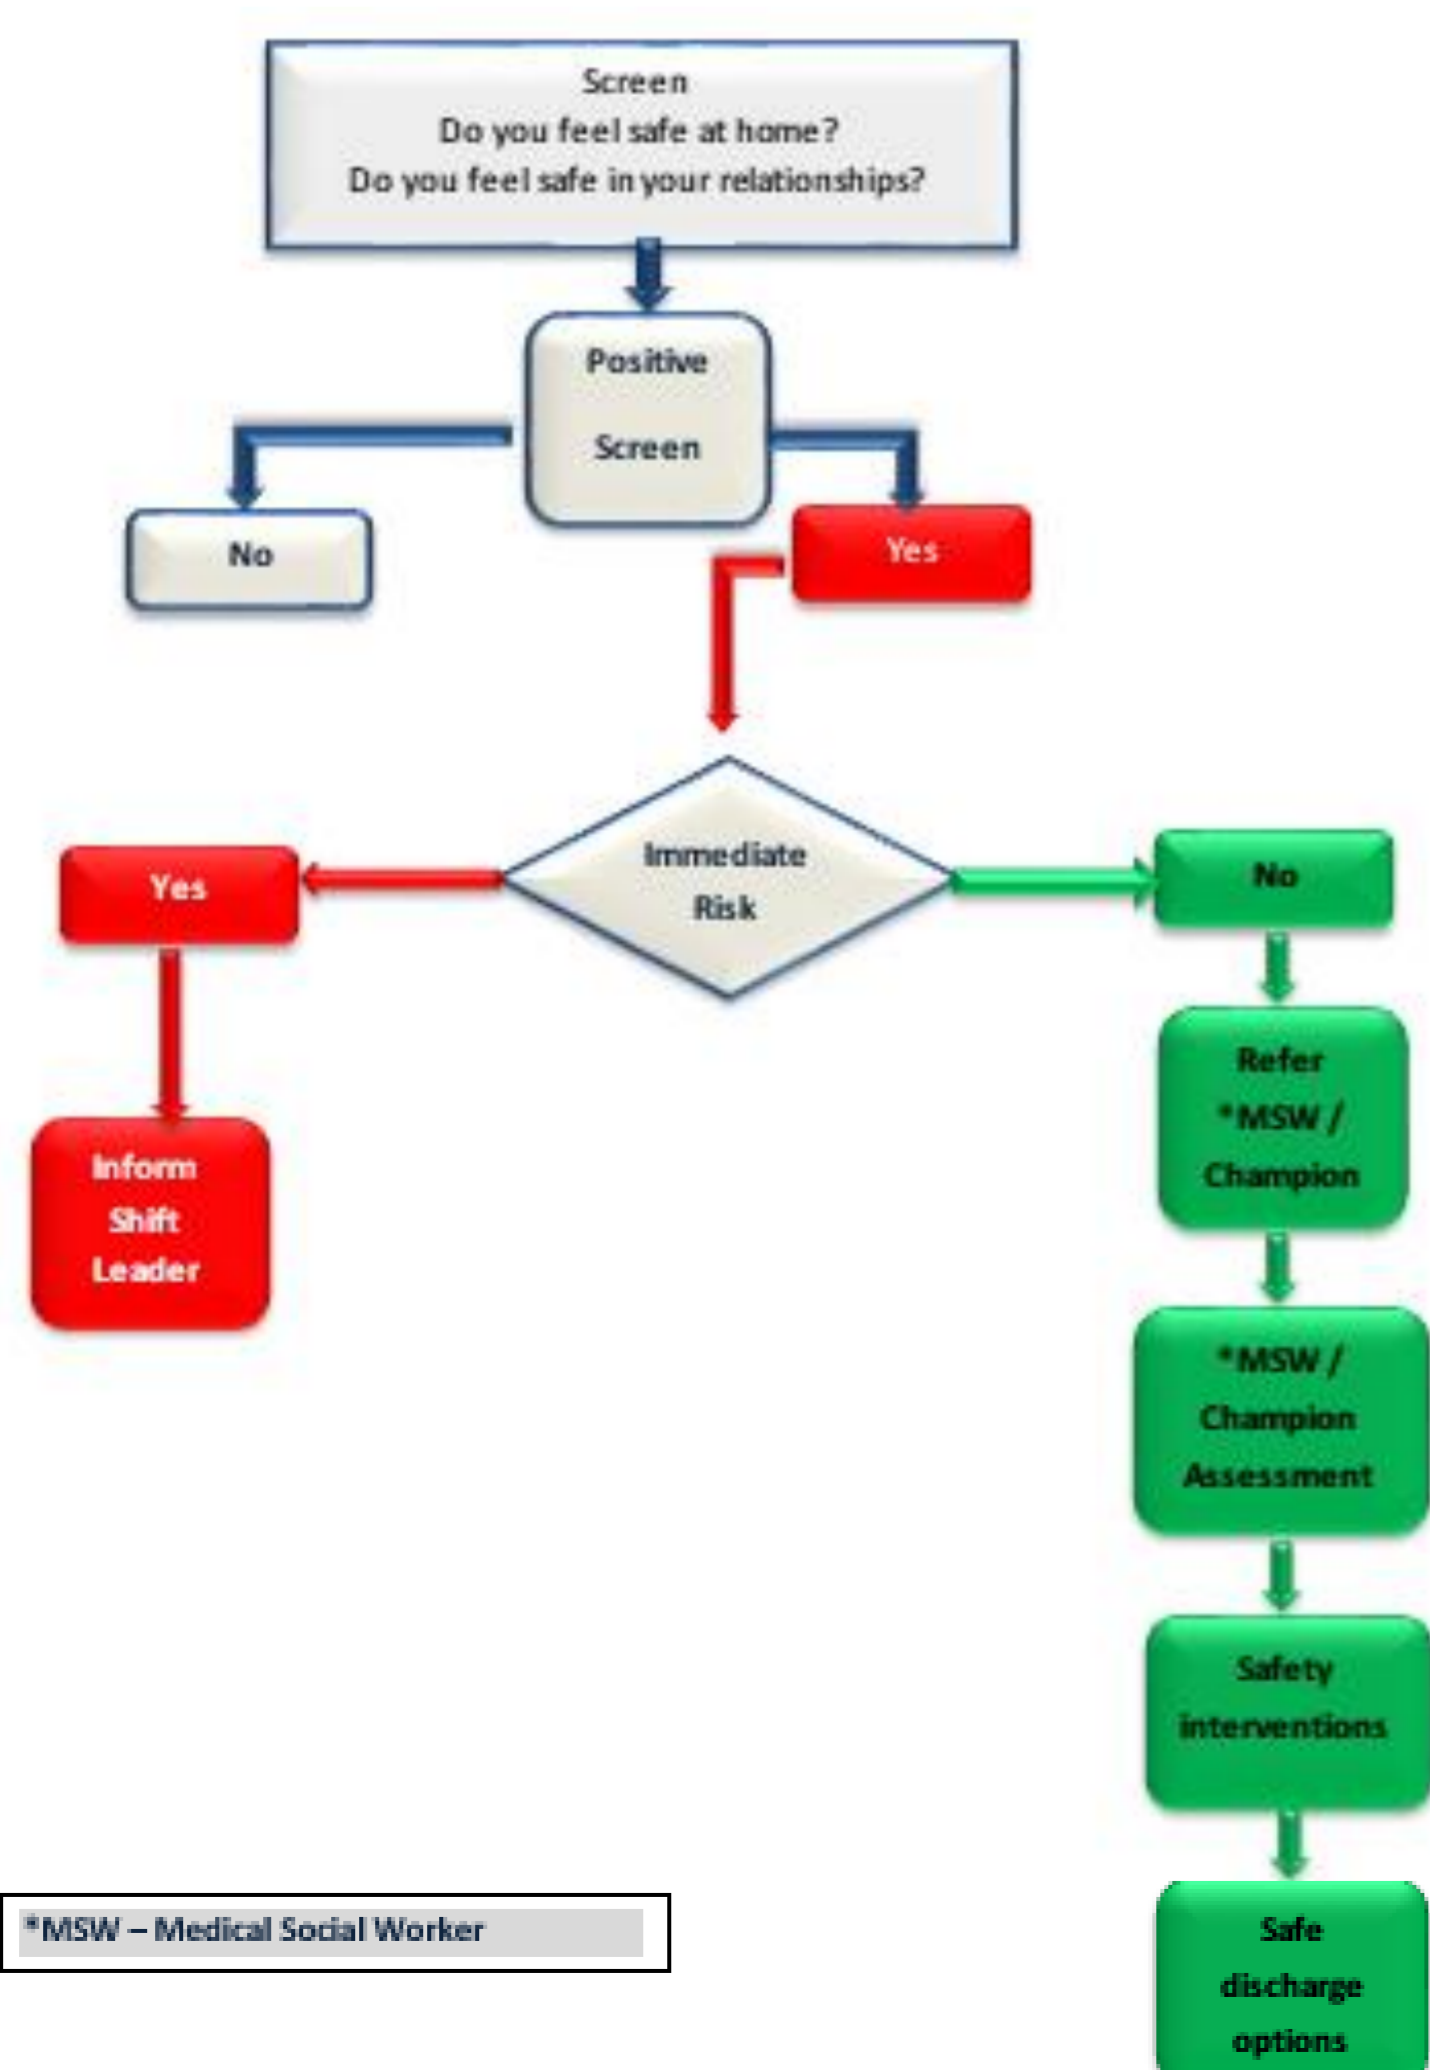 Screen
Do you feel safe at home?
Do you feel safe in your relationships?
Positive
Screen
No
Yes
Immediate
Risk
Yes
No
Inform
Shift
Leader
Refer
*MSW /
Champion
*MSW /
Champion
Assessment
Safety
interventions
Safe
discharge
options
*MSW – Medical Social Worker